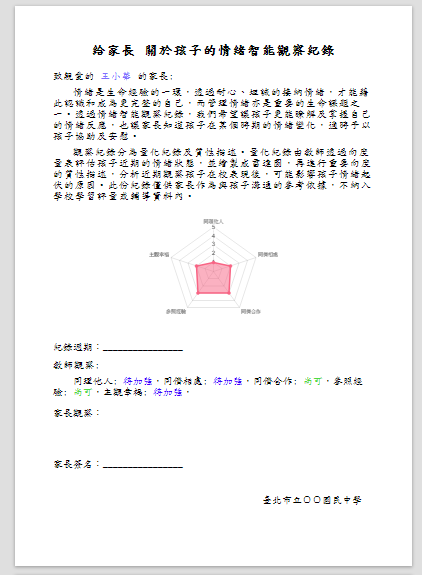 給家長 關於孩子的情緒智能觀察紀錄
致親愛的 王小華 的家長：
情緒是生命經驗的一環，透過耐心、坦誠的接納情緒，才能藉
此認識和成為更完整的自己，而管理情緒亦是重要的生命課題之
一。透過情緒智能觀察紀錄，我們希望讓孩子更能瞭解及掌握自己
的情緒反應，也讓家長知道孩子在某個時期的情緒變化，適時予以
孩子協助及安慰。
觀察紀錄分為量化紀錄及質性描述。量化紀錄由教師透過向度
量表評估孩子近期的情緒狀態，並繪製成雷達圖，再進行重要向度
的質性描述，分析近期觀察孩子在校表現後，可能影響孩子情緒起
伏的原因。此份紀錄僅供家長作為與孩子溝通的參考依據，不納入
學校學習評量或輔導資料內。
同理他人
5
4
3
2
1
主觀幸福
同儕相處
參照經驗
同儕合作
紀錄週期：________________
教師觀察：
同理他人：待加強，同儕相處：待加強，同儕合作：尚可，參照經
驗：尚可，主觀幸福：待加強。
家長觀察：
家長簽名：________________
臺北市立○○國民中學